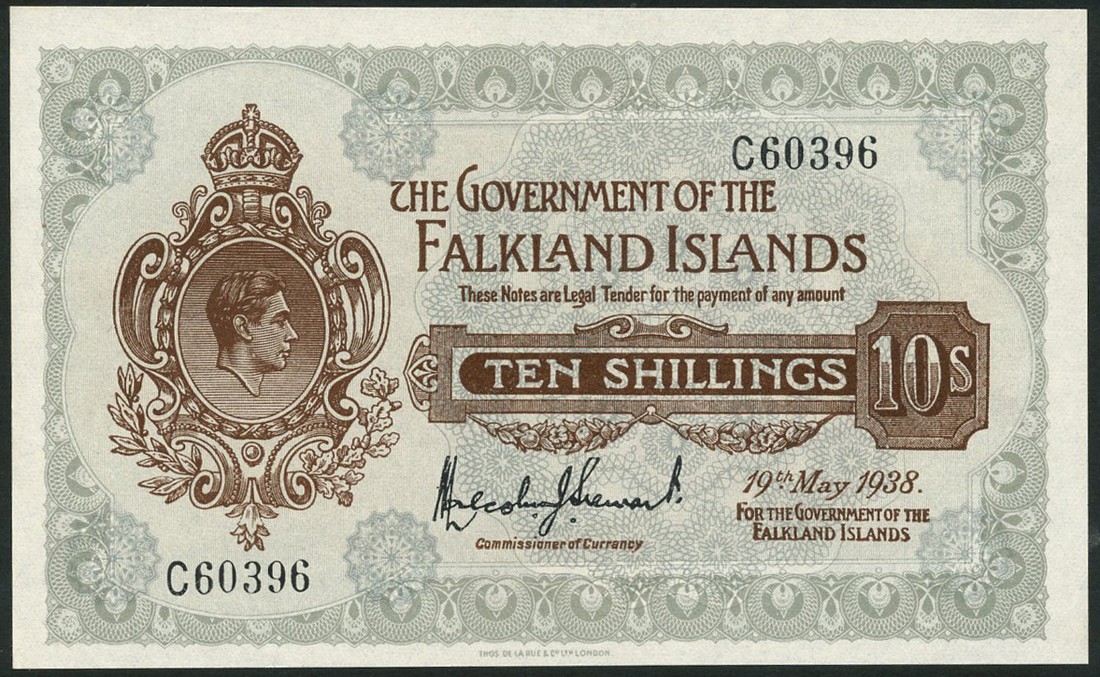 C60396
THE GOVERNMENT OF THE
FALKLAND ISLANDS
These Notes are Legal Tender for the payment of any amount
TEN SHILLINGS
10S
19th May 1938.
FOR THE GOVERNMENT OF THE
FALKLAND ISLANDS
Commissioner of Currency
C60396
THOS. DE LA RUE & CO LTD LONDON.